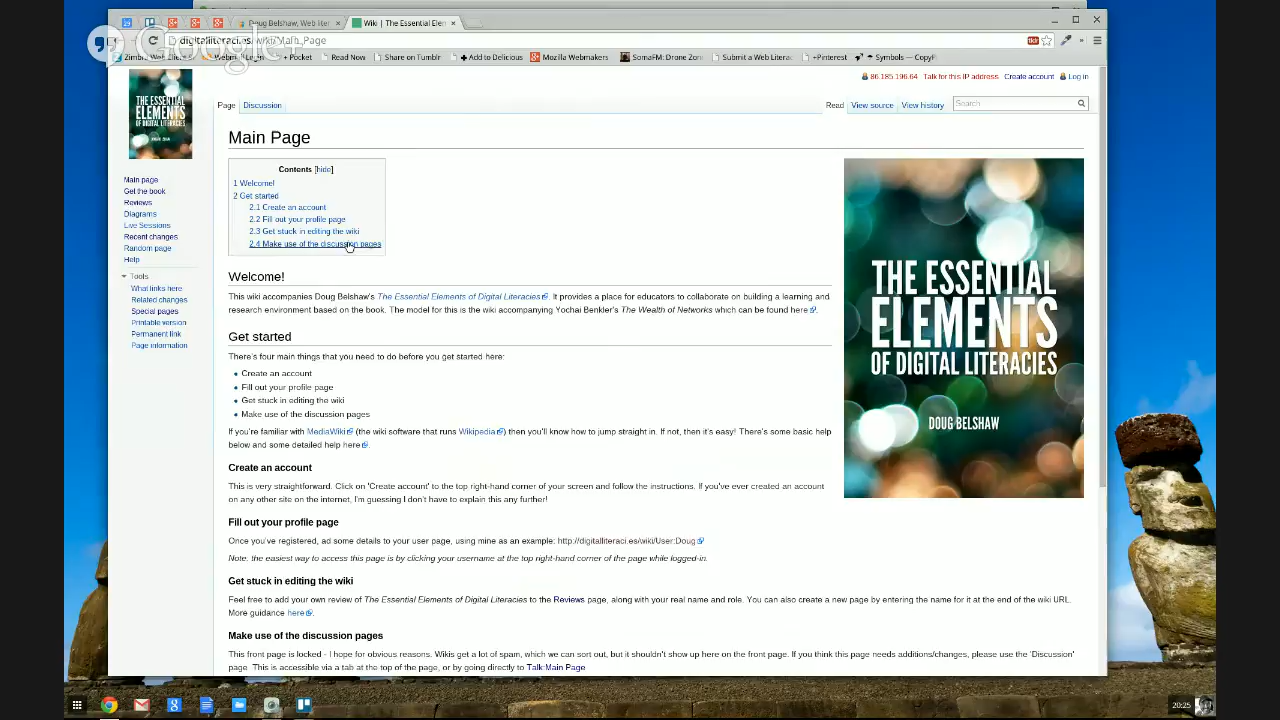 Doug Belshaw, Web liter
Wiki | The Essential Elem
Google+
digitalliteraci.es/wiki/Main_Page
Pocket
Read Now
Share on Tumblr
Add to Delicious
Mozilla Webmakers
SomaFM: Drone Zon
Submit a Web Litera
+Pinterest
Symbols — CopyF
86.185.196.64 Talk for this IP address Create account Log in
THE ESSENTIAL
ELEMENTS
OF DIGITAL LITERACIES
Page Discussion Read View source View history Search
Main page
Get the book
Reviews
Diagrams
Live Sessions
Recent changes
Random page
Help
Tools
What links here
Related changes
Special pages
Printable version
Permanent link
Page information
Main Page
Contents [hide]
1 Welcome!
2 Get started
2.1 Create an account
2.2 Fill out your profile page
2.3 Get stuck in editing the wiki
2.4 Make use of the discussion pages
Welcome!
This wiki accompanies Doug Belshaw's The Essential Elements of Digital Literacies. It provides a place for educators to collaborate on building a learning and
research environment based on the book. The model for this is the wiki accompanying Yochai Benkler's The Wealth of Networks which can be found here.
Get started
There's four main things that you need to do before you get started here:
Create an account
Fill out your profile page
Get stuck in editing the wiki
Make use of the discussion pages
If you're familiar with MediaWiki (the wiki software that runs Wikipedia) then you'll know how to jump straight in. If not, then it's easy! There's some basic help
below and some detailed help here.
Create an account
This is very straightforward. Click on 'Create account' to the top right-hand corner of your screen and follow the instructions. If you've ever created an account
on any other site on the internet, I'm guessing I don't have to explain this any further!
Fill out your profile page
Once you've registered, ad some details to your user page, using mine as an example: http://digitalliteraci.es/wiki/User:Doug
Note: the easiest way to access this page is by clicking your username at the top right-hand corner of the page while logged-in.
Get stuck in editing the wiki
Feel free to add your own review of The Essential Elements of Digital Literacies to the Reviews page, along with your real name and role. You can also create a new page by entering the name for it at the end of the wiki URL.
More guidance here.
Make use of the discussion pages
This front page is locked - I hope for obvious reasons. Wikis get a lot of spam, which we can sort out, but it shouldn't show up here on the front page. If you think this page needs additions/changes, please use the 'Discussion'
page. This is accessible via a tab at the top of the page, or by going directly to Talk:Main Page
THE ESSENTIAL
ELEMENTS
OF DIGITAL LITERACIES
DOUG BELSHAW
20:25